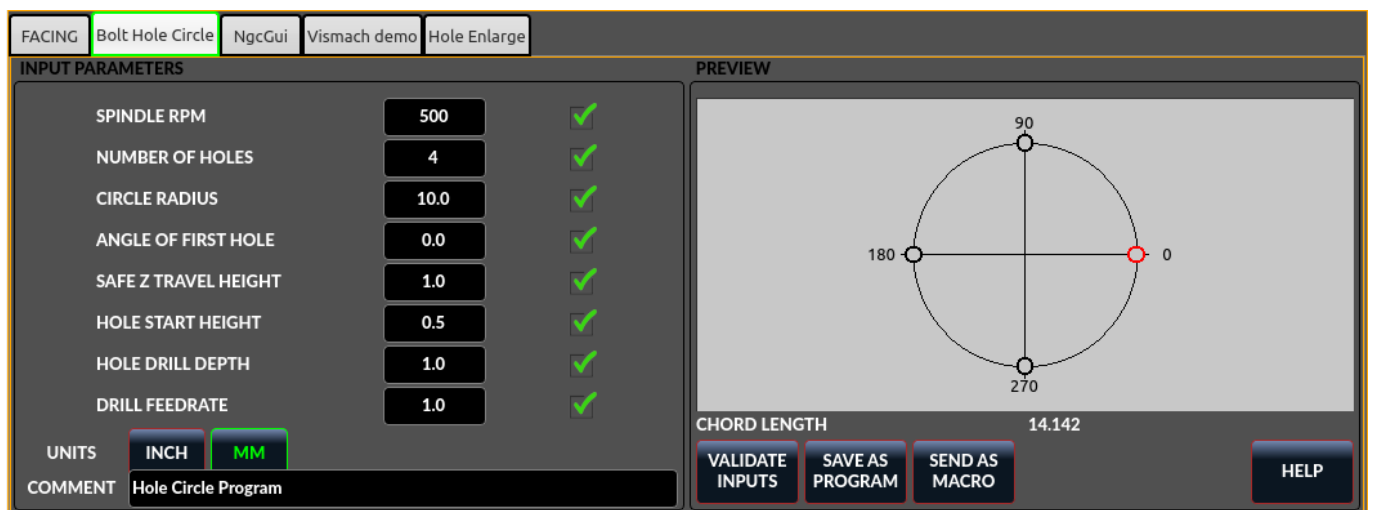 FACING Bolt Hole Circle NgcGui Vismach demo Hole Enlarge
INPUT PARAMETERS
SPINDLE RPM 500
NUMBER OF HOLES 4
CIRCLE RADIUS 10.0
ANGLE OF FIRST HOLE 0.0
SAFE Z TRAVEL HEIGHT 1.0
HOLE START HEIGHT 0.5
HOLE DRILL DEPTH 1.0
DRILL FEEDRATE 1.0
UNITS INCH MM
COMMENT Hole Circle Program
PREVIEW
90
180 0
270
CHORD LENGTH 14.142
VALIDATE
INPUTS
SAVE AS
PROGRAM
SEND AS
MACRO
HELP